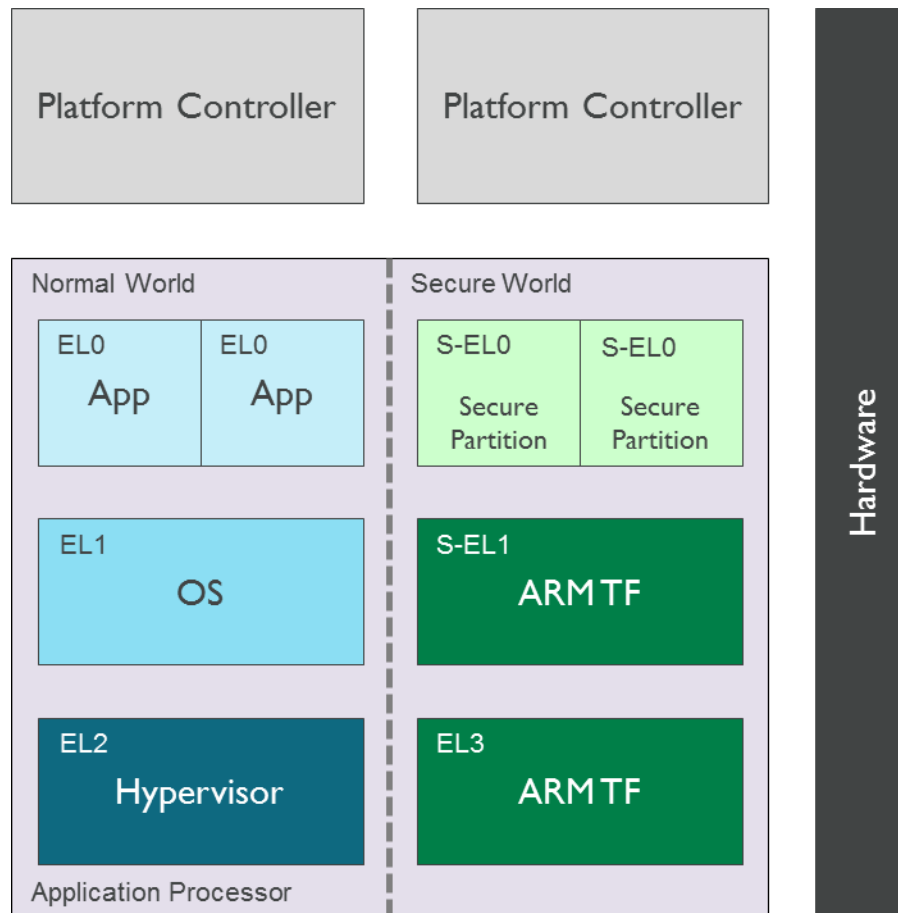 Platform Controller
Platform Controller
Hardware
Normal World
Secure World
EL0
App
EL0
App
S-EL0
Secure
Partition
S-EL0
Secure
Partition
EL1
OS
S-EL1
ARM TF
EL2
Hypervisor
EL3
ARM TF
Application Processor